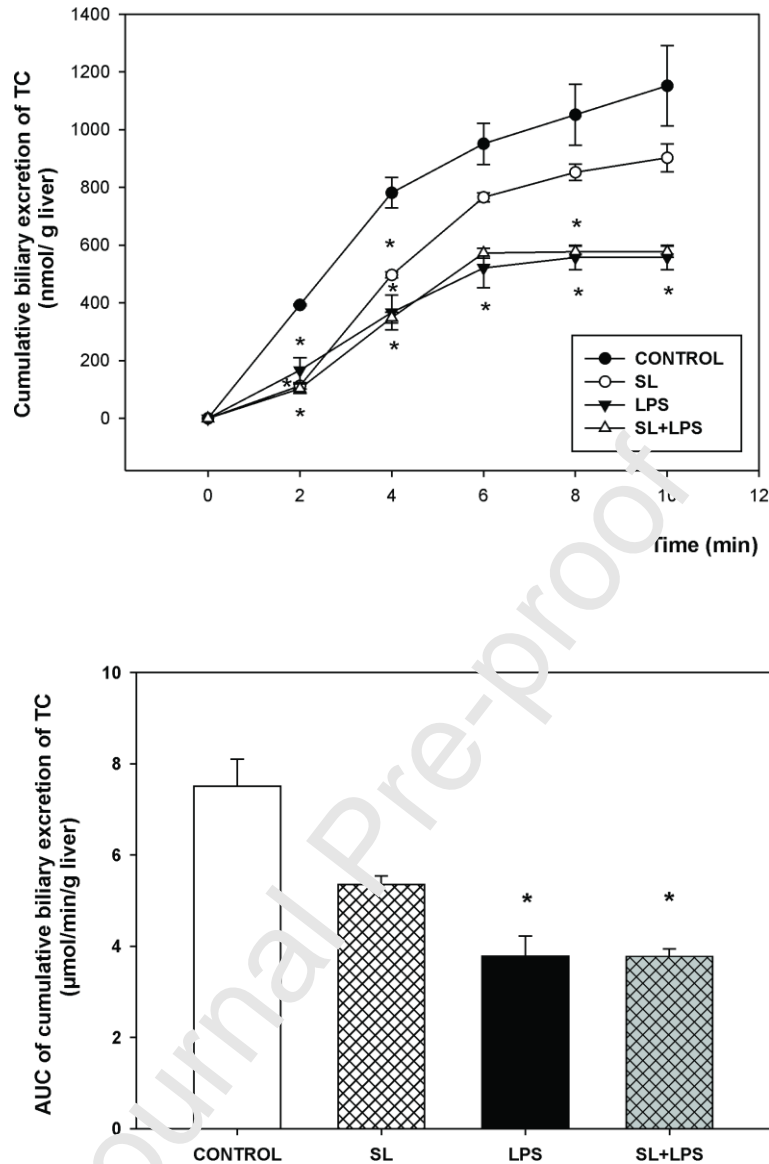 1400
1200
1000
800
600
400
200
0
Cumulative biliary excretion of TC
(nmol/ g liver)
*
*
*
*
*
*
*
*
*
*
CONTROL
SL
LPS
SL+LPS
0 2 4 6 8 10 12
Time (min)
Journal Pre-proof
10
8
6
4
2
0
AUC of cumulative biliary excretion of TC
(µmol/min/g liver)
* *
CONTROL SL LPS SL+LPS